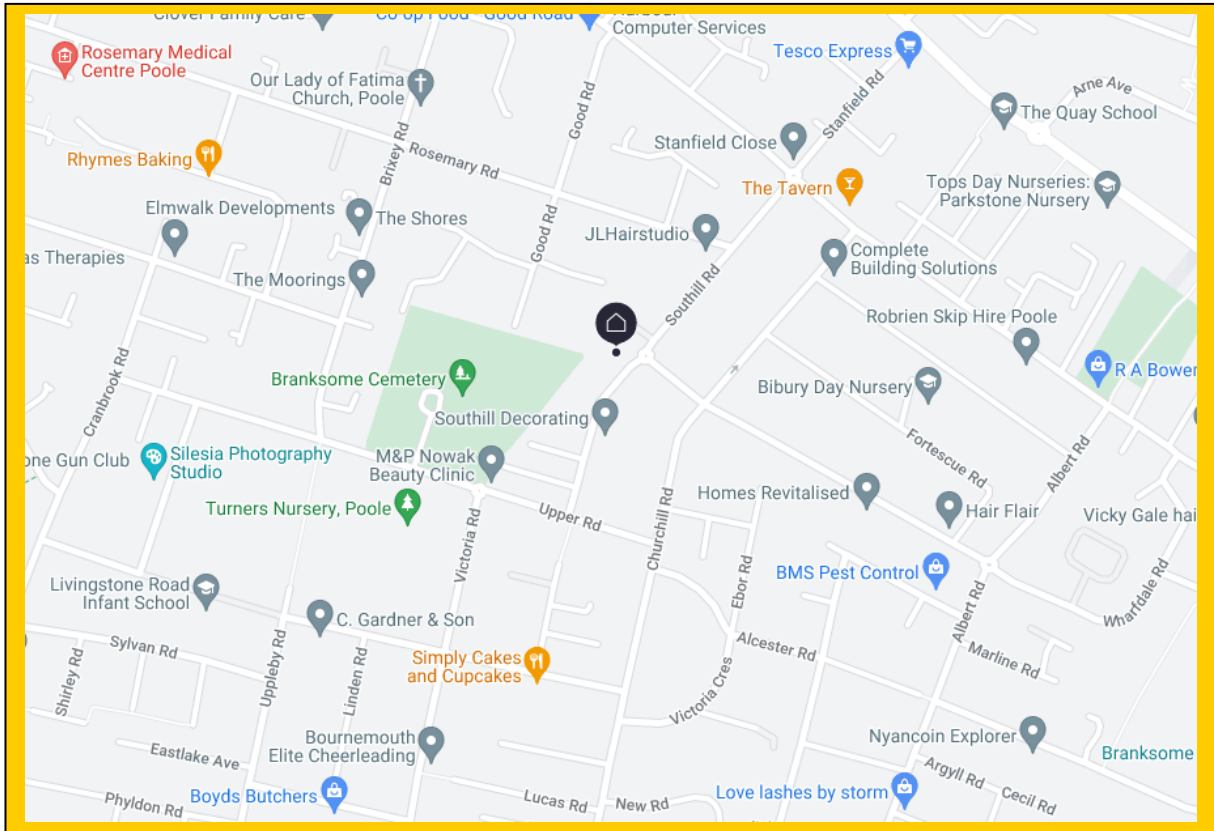 Clover Family Care
Co-op Food - Good Road
Computer Services
Tesco Express
Rosemary Medical
Centre Poole
Our Lady of Fatima
Church, Poole
Good Rd
Stanfield Rd
Arne Ave
The Quay School
Stanfield Close
Rhymes Baking
Brixey Rd
Rosemary Rd
The Tavern
Tops Day Nurseries:
Parkstone Nursery
Elmwalk Developments
The Shores
Good Rd
JLHairstudio
Complete
Building Solutions
as Therapies
The Moorings
Southill Rd
Robrien Skip Hire Poole
Cranbrook Rd
Branksome Cemetery
Bibury Day Nursery
R A Bower
Southill Decorating
Fortescue Rd
Albert Rd
one Gun Club
Silesia Photography
Studio
M&P Nowak
Beauty Clinic
Homes Revitalised
Turners Nursery, Poole
Upper Rd
Churchill Rd
Hair Flair
Vicky Gale hai
Victoria Rd
Livingstone Road
Infant School
Ebor Rd
BMS Pest Control
Wharfdale Rd
C. Gardner & Son
Albert Rd
Sylvan Rd
Simply Cakes
and Cupcakes
Alcester Rd
Marline Rd
Shirley Rd
Uppleby Rd
Linden Rd
Victoria Cres
Bournemouth
Elite Cheerleading
Nyancoin Explorer
Branksome
Eastlake Ave
Argyll Rd
Boyds Butchers
Lucas Rd
New Rd
Love lashes by storm
Cecil Rd
Phyldon Rd